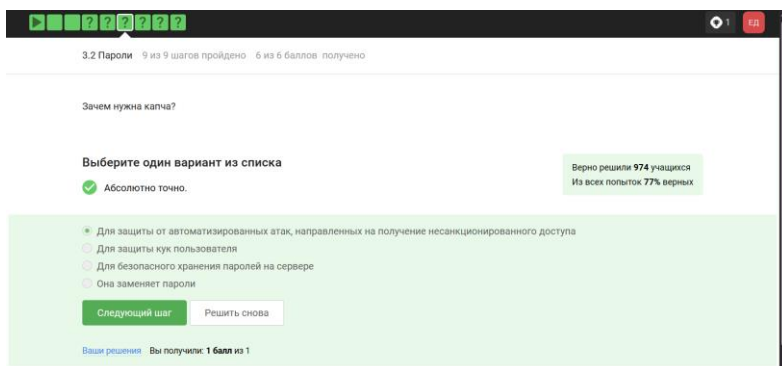 ? ? ? ? ? ?
1 ЕД
3.2 Пароли 9 из 9 шагов пройдено 6 из 6 баллов получено
Зачем нужна капча?
Выберите один вариант из списка
Абсолютно точно.
Верно решили 974 учащихся
Из всех попыток 77% верных
Для защиты от автоматизированных атак, направленных на получение несанкционированного доступа
Для защиты кук пользователя
Для безопасного хранения паролей на сервере
Она заменяет пароли
Следующий шаг Решить снова
Ваши решения Вы получили: 1 балл из 1